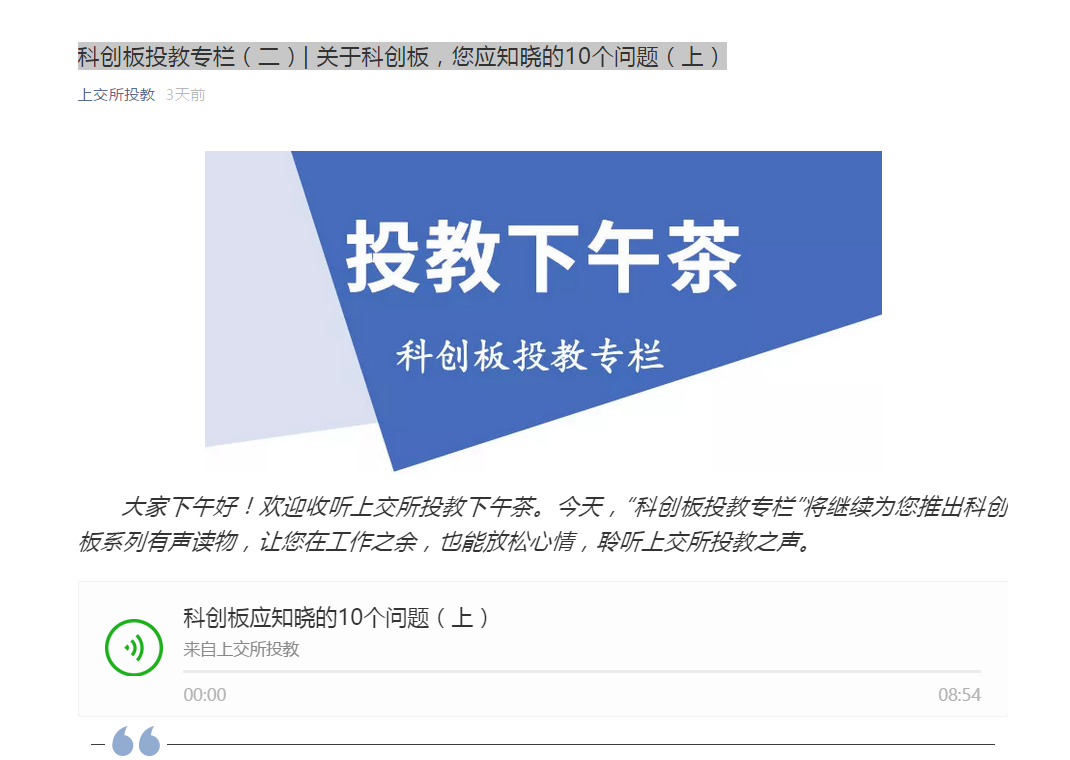 科创板投教专栏（二）| 关于科创板，您应知晓的10个问题（上）
上交所投教 3天前
投教下午茶
科创板投教专栏
大家下午好！欢迎收听上交所投教下午茶。今天，“科创板投教专栏”将继续为您推出科创
板系列有声读物，让您在工作之余，也能放松心情，聆听上交所投教之声。
科创板应知晓的10个问题（上）
来自上交所投教
00:00 08:54